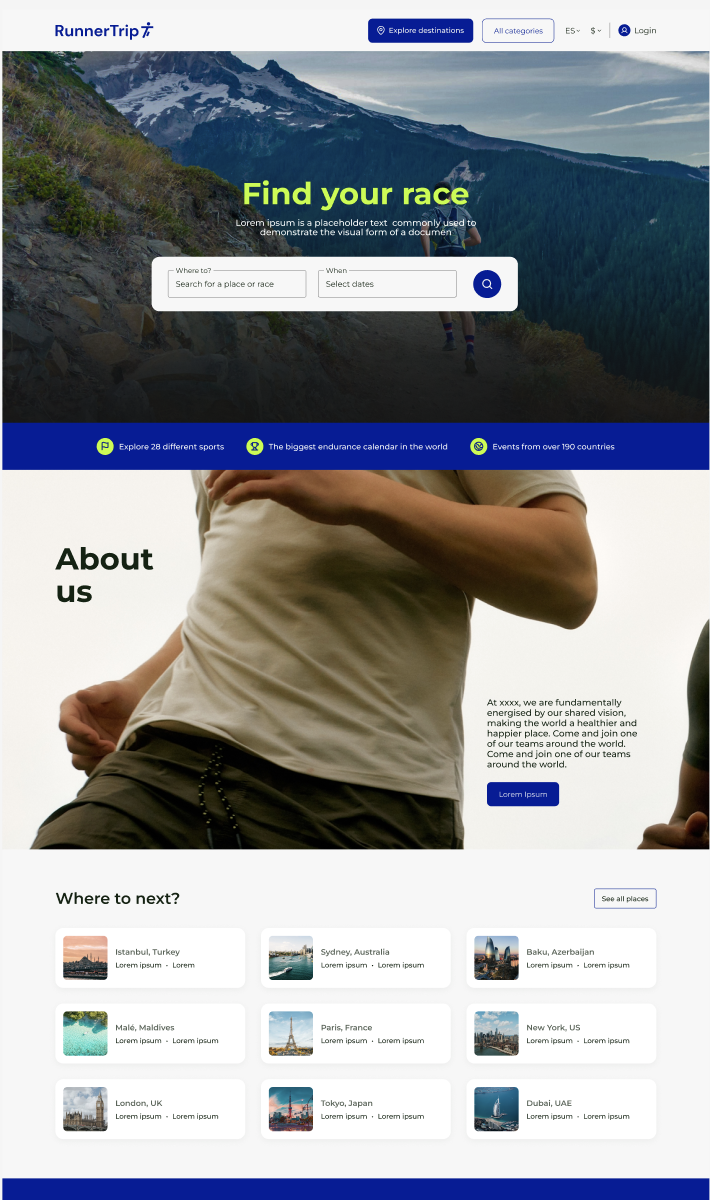 RunnerTrip
Explore destinations
All categories
ES
$
Login
Find your race
Lorem ipsum is a placeholder text commonly used to
demonstrate the visual form of a documen
Where to?
Search for a place or race
When
Select dates
Explore 28 different sports
The biggest endurance calendar in the world
Events from over 190 countries
About
us
At xxxx, we are fundamentally
energised by our shared vision,
making the world a healthier and
happier place. Come and join one
of our teams around the world.
Come and join one of our teams
around the world.
Lorem Ipsum
Where to next?
See all places
Istanbul, Turkey
Lorem ipsum • Lorem
Sydney, Australia
Lorem ipsum • Lorem ipsum
Baku, Azerbaijan
Lorem ipsum • Lorem ipsum
Malé, Maldives
Lorem ipsum • Lorem ipsum
Paris, France
Lorem ipsum • Lorem ipsum
New York, US
Lorem ipsum • Lorem ipsum
London, UK
Lorem ipsum • Lorem ipsum
Tokyo, Japan
Lorem ipsum • Lorem ipsum
Dubai, UAE
Lorem ipsum • Lorem ipsum